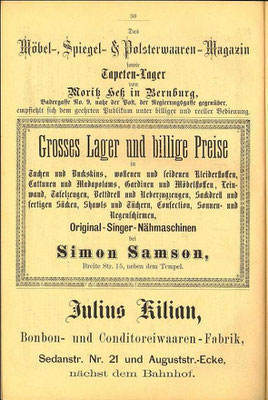 30
Das
Möbel-, Spiegel- & Polsterwaaren-Magazin
sowie
Tapeten-Lager
von
Moritz Heß in Bernburg,
Badergasse No. 9, nahe der Post, der Regierungsgasse gegenüber,
empfiehlt sich dem geehrten Publikum unter billiger und reeller Bedienung.
Grosses Lager und billige Preise
in
Tuchen und Buckskins, wollenen und seidenen Kleiderstoffen,
Cattunen und Madapolams, Gardinen und Möbelstoffen, Lein-
wand, Tafelzeugen, Bettdrell und Ueberzugzeugen, Sackdrell und
fertigen Säcken, Shawls und Tüchern, Confection, Sonnen- und
Regenschirmen,
Original-Singer-Nähmaschinen
bei
Simon Samson,
Breite Str. 15, neben dem Tempel.
Julius Kilian,
Bonbon- und Conditoreiwaaren-Fabrik,
Sedanstr. Nr. 21 und Auguststr.-Ecke,
nächst dem Bahnhof.